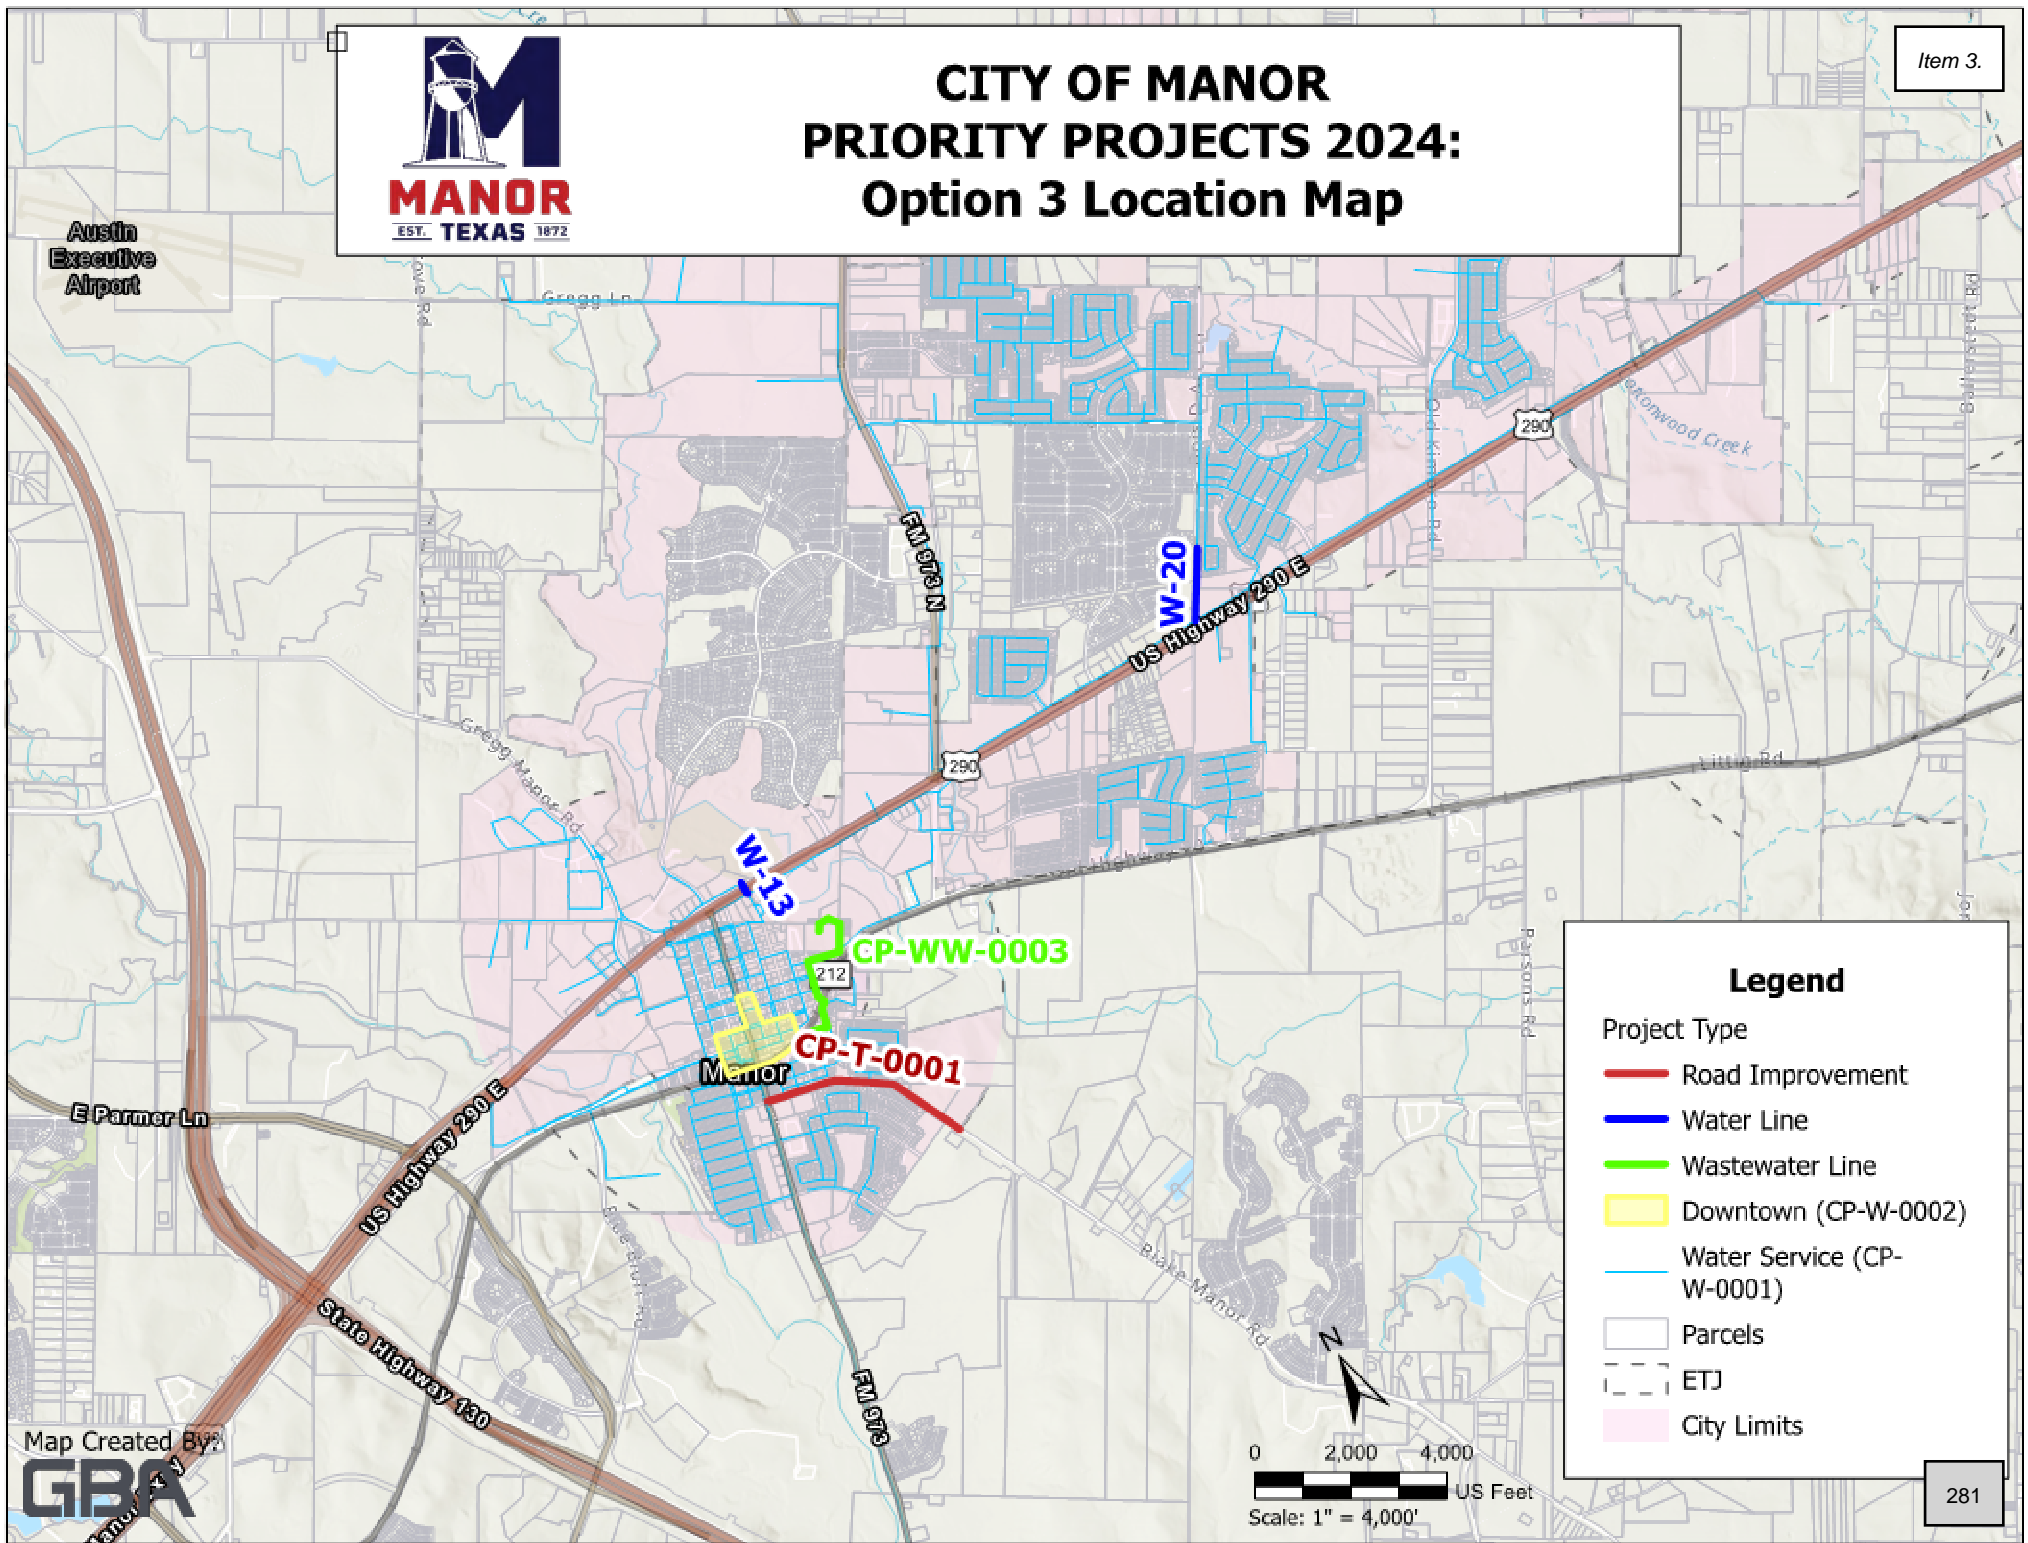 Item 3.
MANOR
EST. TEXAS 1872
CITY OF MANOR
PRIORITY PROJECTS 2024:
Option 3 Location Map
Austin
Executive
Airport
Gregg Ln
290
Cottonwood Creek
FM 973 N
W-20
US Highway 290 E
Gregg Manor Rd
290
Littig Rd
W-13
CP-WW-0003
212
Parsons Rd
CP-T-0001
Manor
E Parmer Ln
US Highway 290 E
Blake Manor Rd
State Highway 130
FM 973
N
Legend
Project Type
Road Improvement
Water Line
Wastewater Line
Downtown (CP-W-0002)
Water Service (CP-
W-0001)
Parcels
ETJ
City Limits
0 2,000 4,000
US Feet
Scale: 1" = 4,000'
Map Created By:
GBA
281